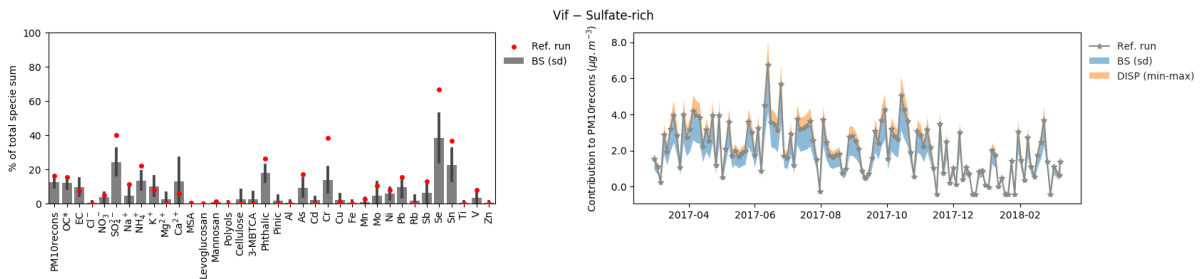 Vif − Sulfate-rich
% of total specie sum
100
80
60
40
20
0
PM10recons
OC*
EC
Cl⁻
NO₃⁻
SO₄²⁻
Na⁺
NH₄⁺
K⁺
Mg²⁺
Ca²⁺
MSA
Levoglucosan
Mannosan
Polyols
Cellulose
3-MBTCA
Phthalic
Pinic
Al
As
Cd
Cr
Cu
Fe
Mn
Mo
Ni
Pb
Rb
Sb
Se
Sn
Ti
V
Zn
Ref. run
BS (sd)
Contribution to PM10recons (μg. m⁻³)
8.0
6.0
4.0
2.0
0.0
2017-04
2017-06
2017-08
2017-10
2017-12
2018-02
Ref. run
BS (sd)
DISP (min-max)